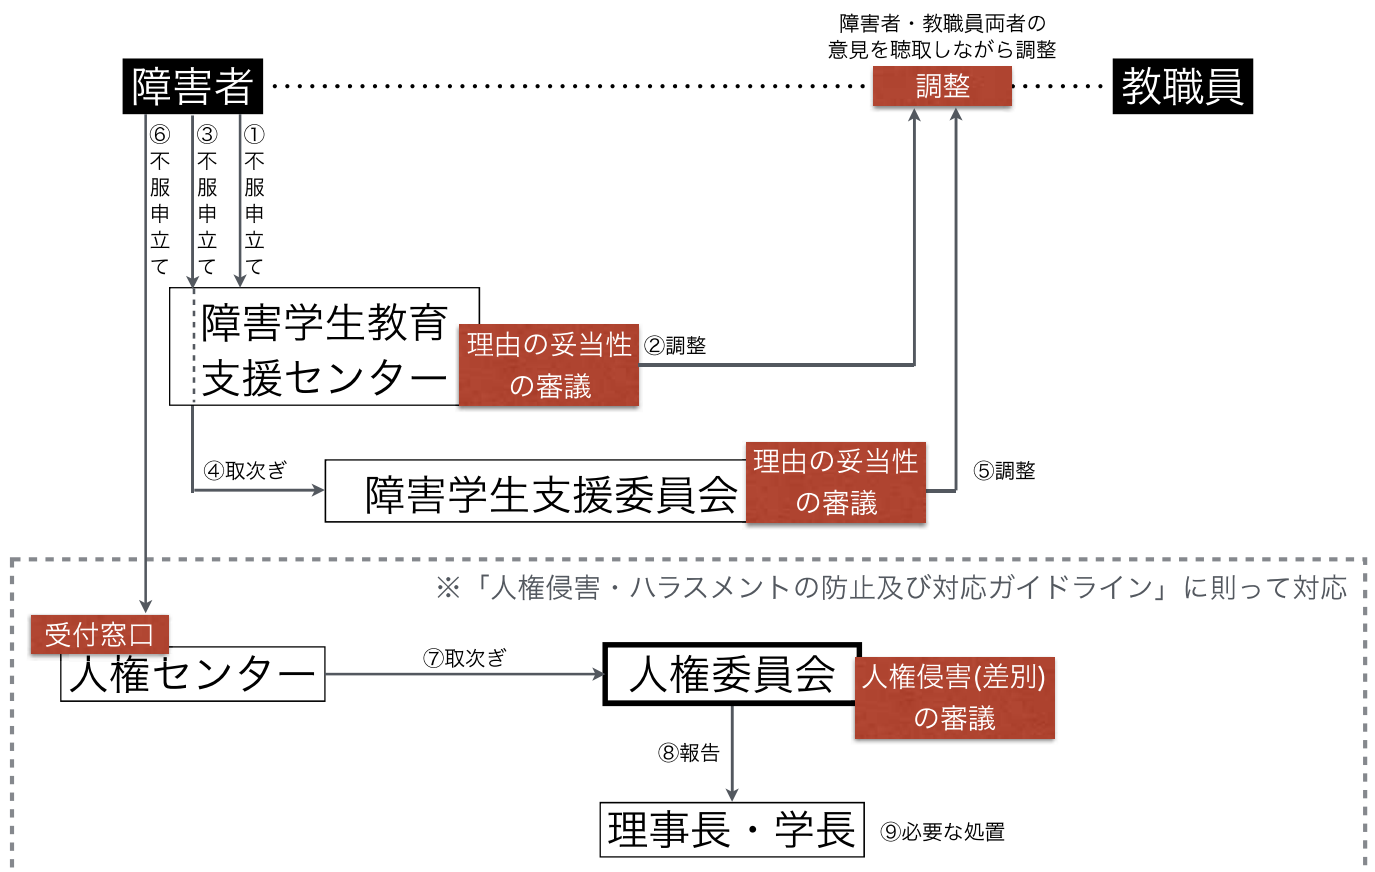 障害者・教職員両者の
意見を聴取しながら調整
障害者
調整
教職員
⑥不服申立て
③不服申立て
①不服申立て
障害学生教育
支援センター
理由の妥当性
の審議
②調整
④取次ぎ
障害学生支援委員会
理由の妥当性
の審議
⑤調整
※「人権侵害・ハラスメントの防止及び対応ガイドライン」に則って対応
受付窓口
人権センター
⑦取次ぎ
人権委員会
人権侵害(差別)
の審議
⑧報告
理事長・学長
⑨必要な処置